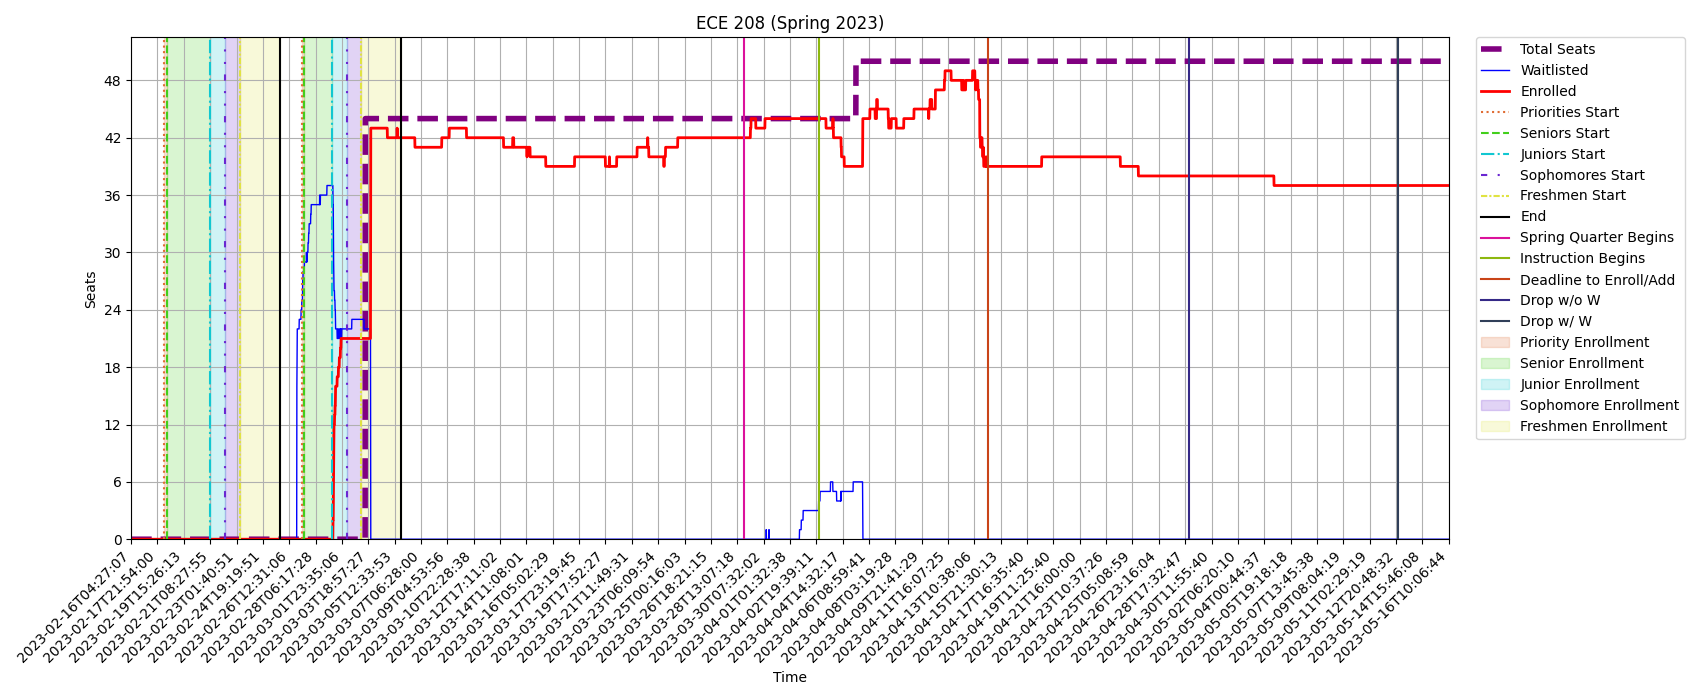 ECE 208 (Spring 2023)
Seats
48
42
36
30
24
18
12
6
0
2023-02-16T04:27:07
2023-02-17T21:54:00
2023-02-19T15:26:13
2023-02-21T08:27:55
2023-02-23T01:40:51
2023-02-24T19:19:51
2023-02-26T12:31:06
2023-02-28T06:17:28
2023-03-01T23:35:06
2023-03-03T18:57:27
2023-03-05T12:33:53
2023-03-07T06:28:00
2023-03-09T04:53:56
2023-03-10T22:28:38
2023-03-12T17:11:02
2023-03-14T11:08:01
2023-03-16T05:02:29
2023-03-17T23:19:45
2023-03-19T17:52:27
2023-03-21T11:49:31
2023-03-23T06:09:54
2023-03-25T00:16:03
2023-03-26T18:21:15
2023-03-28T13:07:18
2023-03-30T07:32:02
2023-04-01T01:32:38
2023-04-02T19:39:11
2023-04-04T14:32:17
2023-04-06T08:59:41
2023-04-08T03:19:28
2023-04-09T21:41:29
2023-04-11T16:07:25
2023-04-13T10:38:06
2023-04-15T21:30:13
2023-04-17T16:35:40
2023-04-19T11:25:40
2023-04-21T16:00:00
2023-04-23T10:37:26
2023-04-25T05:08:59
2023-04-26T23:16:04
2023-04-28T17:32:47
2023-04-30T11:55:40
2023-05-02T06:20:10
2023-05-04T00:44:37
2023-05-05T19:18:18
2023-05-07T13:45:38
2023-05-09T08:04:19
2023-05-11T02:29:19
2023-05-12T20:48:32
2023-05-14T15:46:08
2023-05-16T10:06:44
Time
Total Seats
Waitlisted
Enrolled
Priorities Start
Seniors Start
Juniors Start
Sophomores Start
Freshmen Start
End
Spring Quarter Begins
Instruction Begins
Deadline to Enroll/Add
Drop w/o W
Drop w/ W
Priority Enrollment
Senior Enrollment
Junior Enrollment
Sophomore Enrollment
Freshmen Enrollment